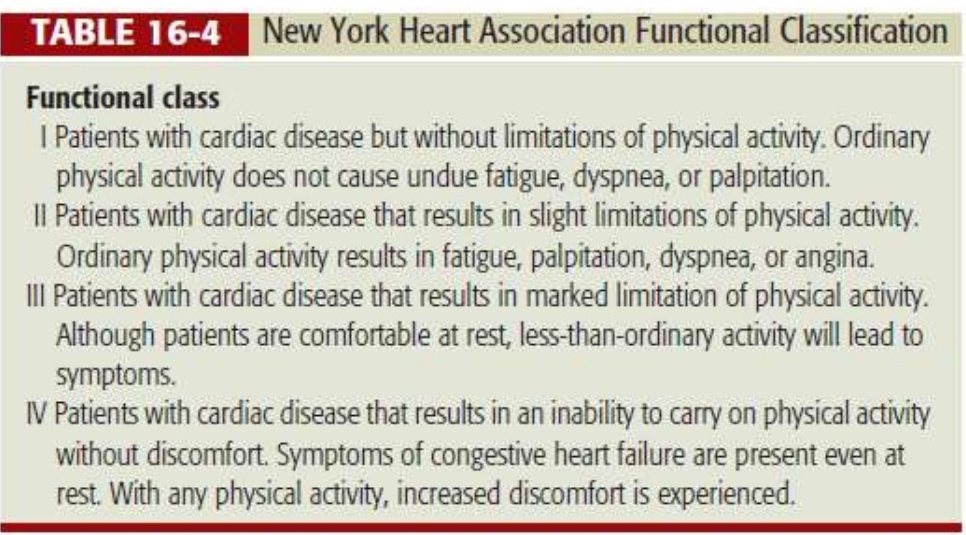 TABLE 16-4 New York Heart Association Functional Classification
Functional class
I Patients with cardiac disease but without limitations of physical activity. Ordinary
physical activity does not cause undue fatigue, dyspnea, or palpitation.
II Patients with cardiac disease that results in slight limitations of physical activity.
Ordinary physical activity results in fatigue, palpitation, dyspnea, or angina.
III Patients with cardiac disease that results in marked limitation of physical activity.
Although patients are comfortable at rest, less-than-ordinary activity will lead to
symptoms.
IV Patients with cardiac disease that results in an inability to carry on physical activity
without discomfort. Symptoms of congestive heart failure are present even at
rest. With any physical activity, increased discomfort is experienced.